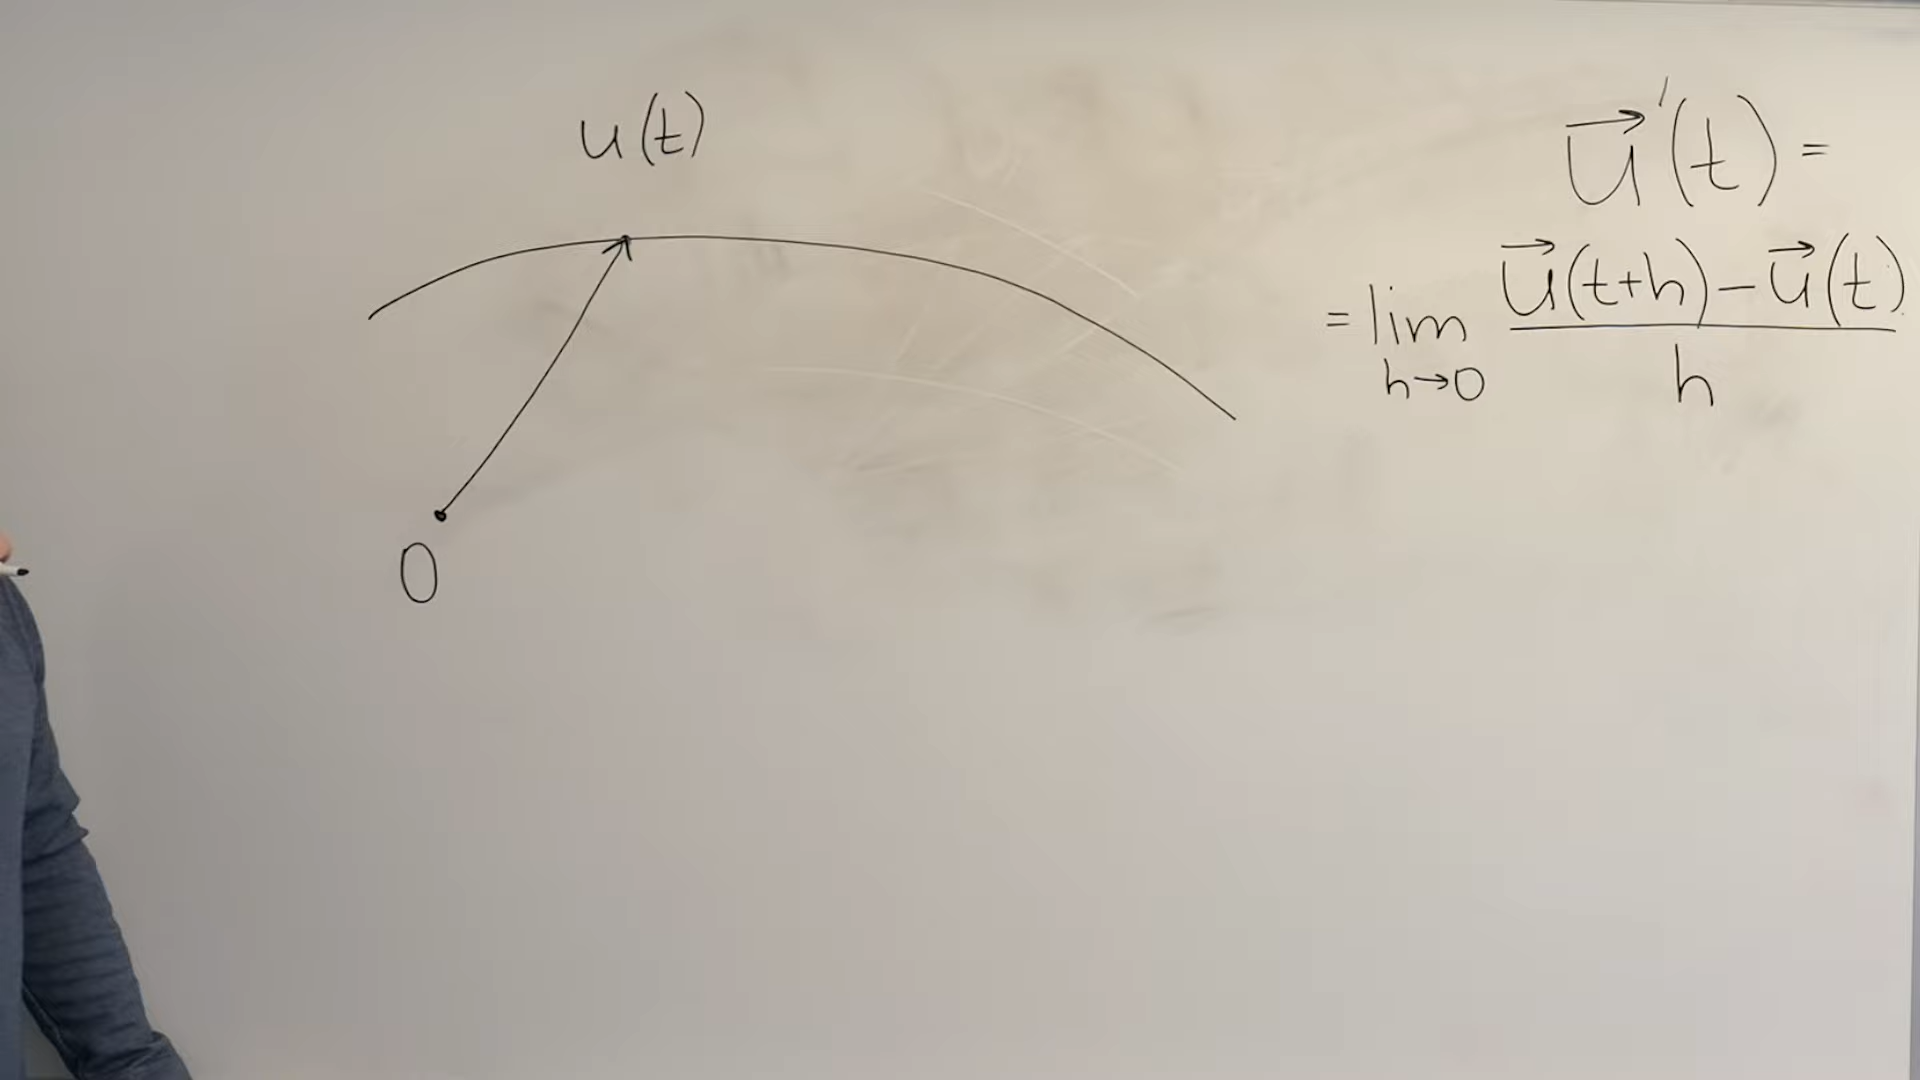 u(t)
0
u⃗'(t) =
= lim h→0 (u⃗(t+h) - u⃗(t)) / h